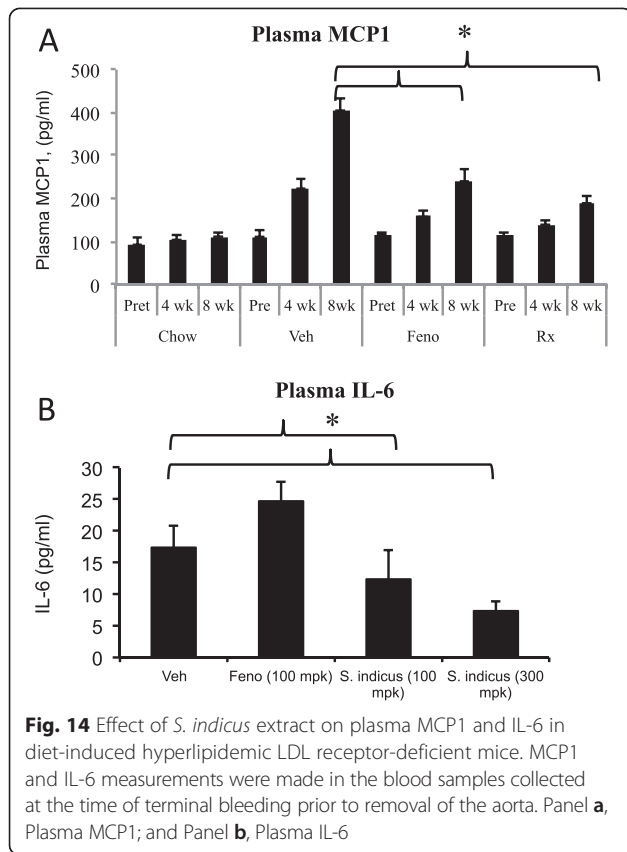 A
Plasma MCP1
*
Plasma MCP1, (pg/ml)
500
400
300
200
100
0
Pret 4 wk 8 wk Pre 4 wk 8wk Pret 4 wk 8 wk Pre 4 wk 8 wk
Chow Veh Feno Rx
Plasma IL-6
B
*
IL-6 (pg/ml)
30
25
20
15
10
5
0
Veh Feno (100 mpk) S. indicus (100 S. indicus (300
mpk) mpk)
Fig. 14 Effect of S. indicus extract on plasma MCP1 and IL-6 in
diet-induced hyperlipidemic LDL receptor-deficient mice. MCP1
and IL-6 measurements were made in the blood samples collected
at the time of terminal bleeding prior to removal of the aorta. Panel a,
Plasma MCP1; and Panel b, Plasma IL-6